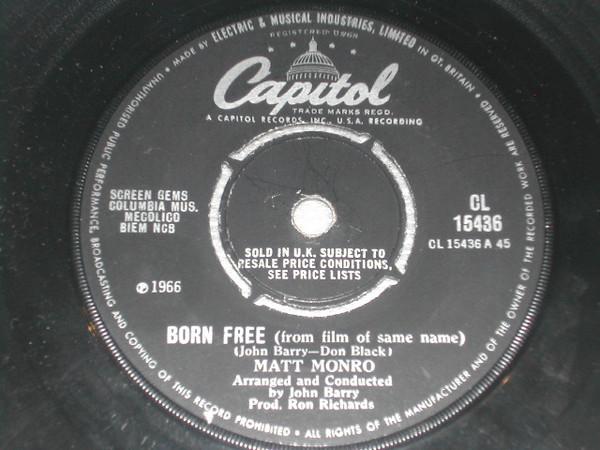 • MADE BY ELECTRIC & MUSICAL INDUSTRIES, LIMITED IN GT. BRITAIN • ALL RIGHTS OF THE MANUFACTURER AND OF THE OWNER OF THE RECORDED WORK ARE RESERVED •
UNAUTHORISED PUBLIC PERFORMANCE, BROADCASTING AND COPYING OF THIS RECORD PROHIBITED
Capitol
TRADE MARKS REGD.
A CAPITOL RECORDS, INC., U.S.A. RECORDING
SCREEN GEMS
COLUMBIA MUS.
MECOLICO
BIEM NCB
CL
15436
CL 15436 A 45
SOLD IN U.K. SUBJECT TO
RESALE PRICE CONDITIONS,
SEE PRICE LISTS
℗ 1966
BORN FREE (from film of same name)
(John Barry—Don Black)
MATT MONRO
Arranged and Conducted
by John Barry
Prod. Ron Richards